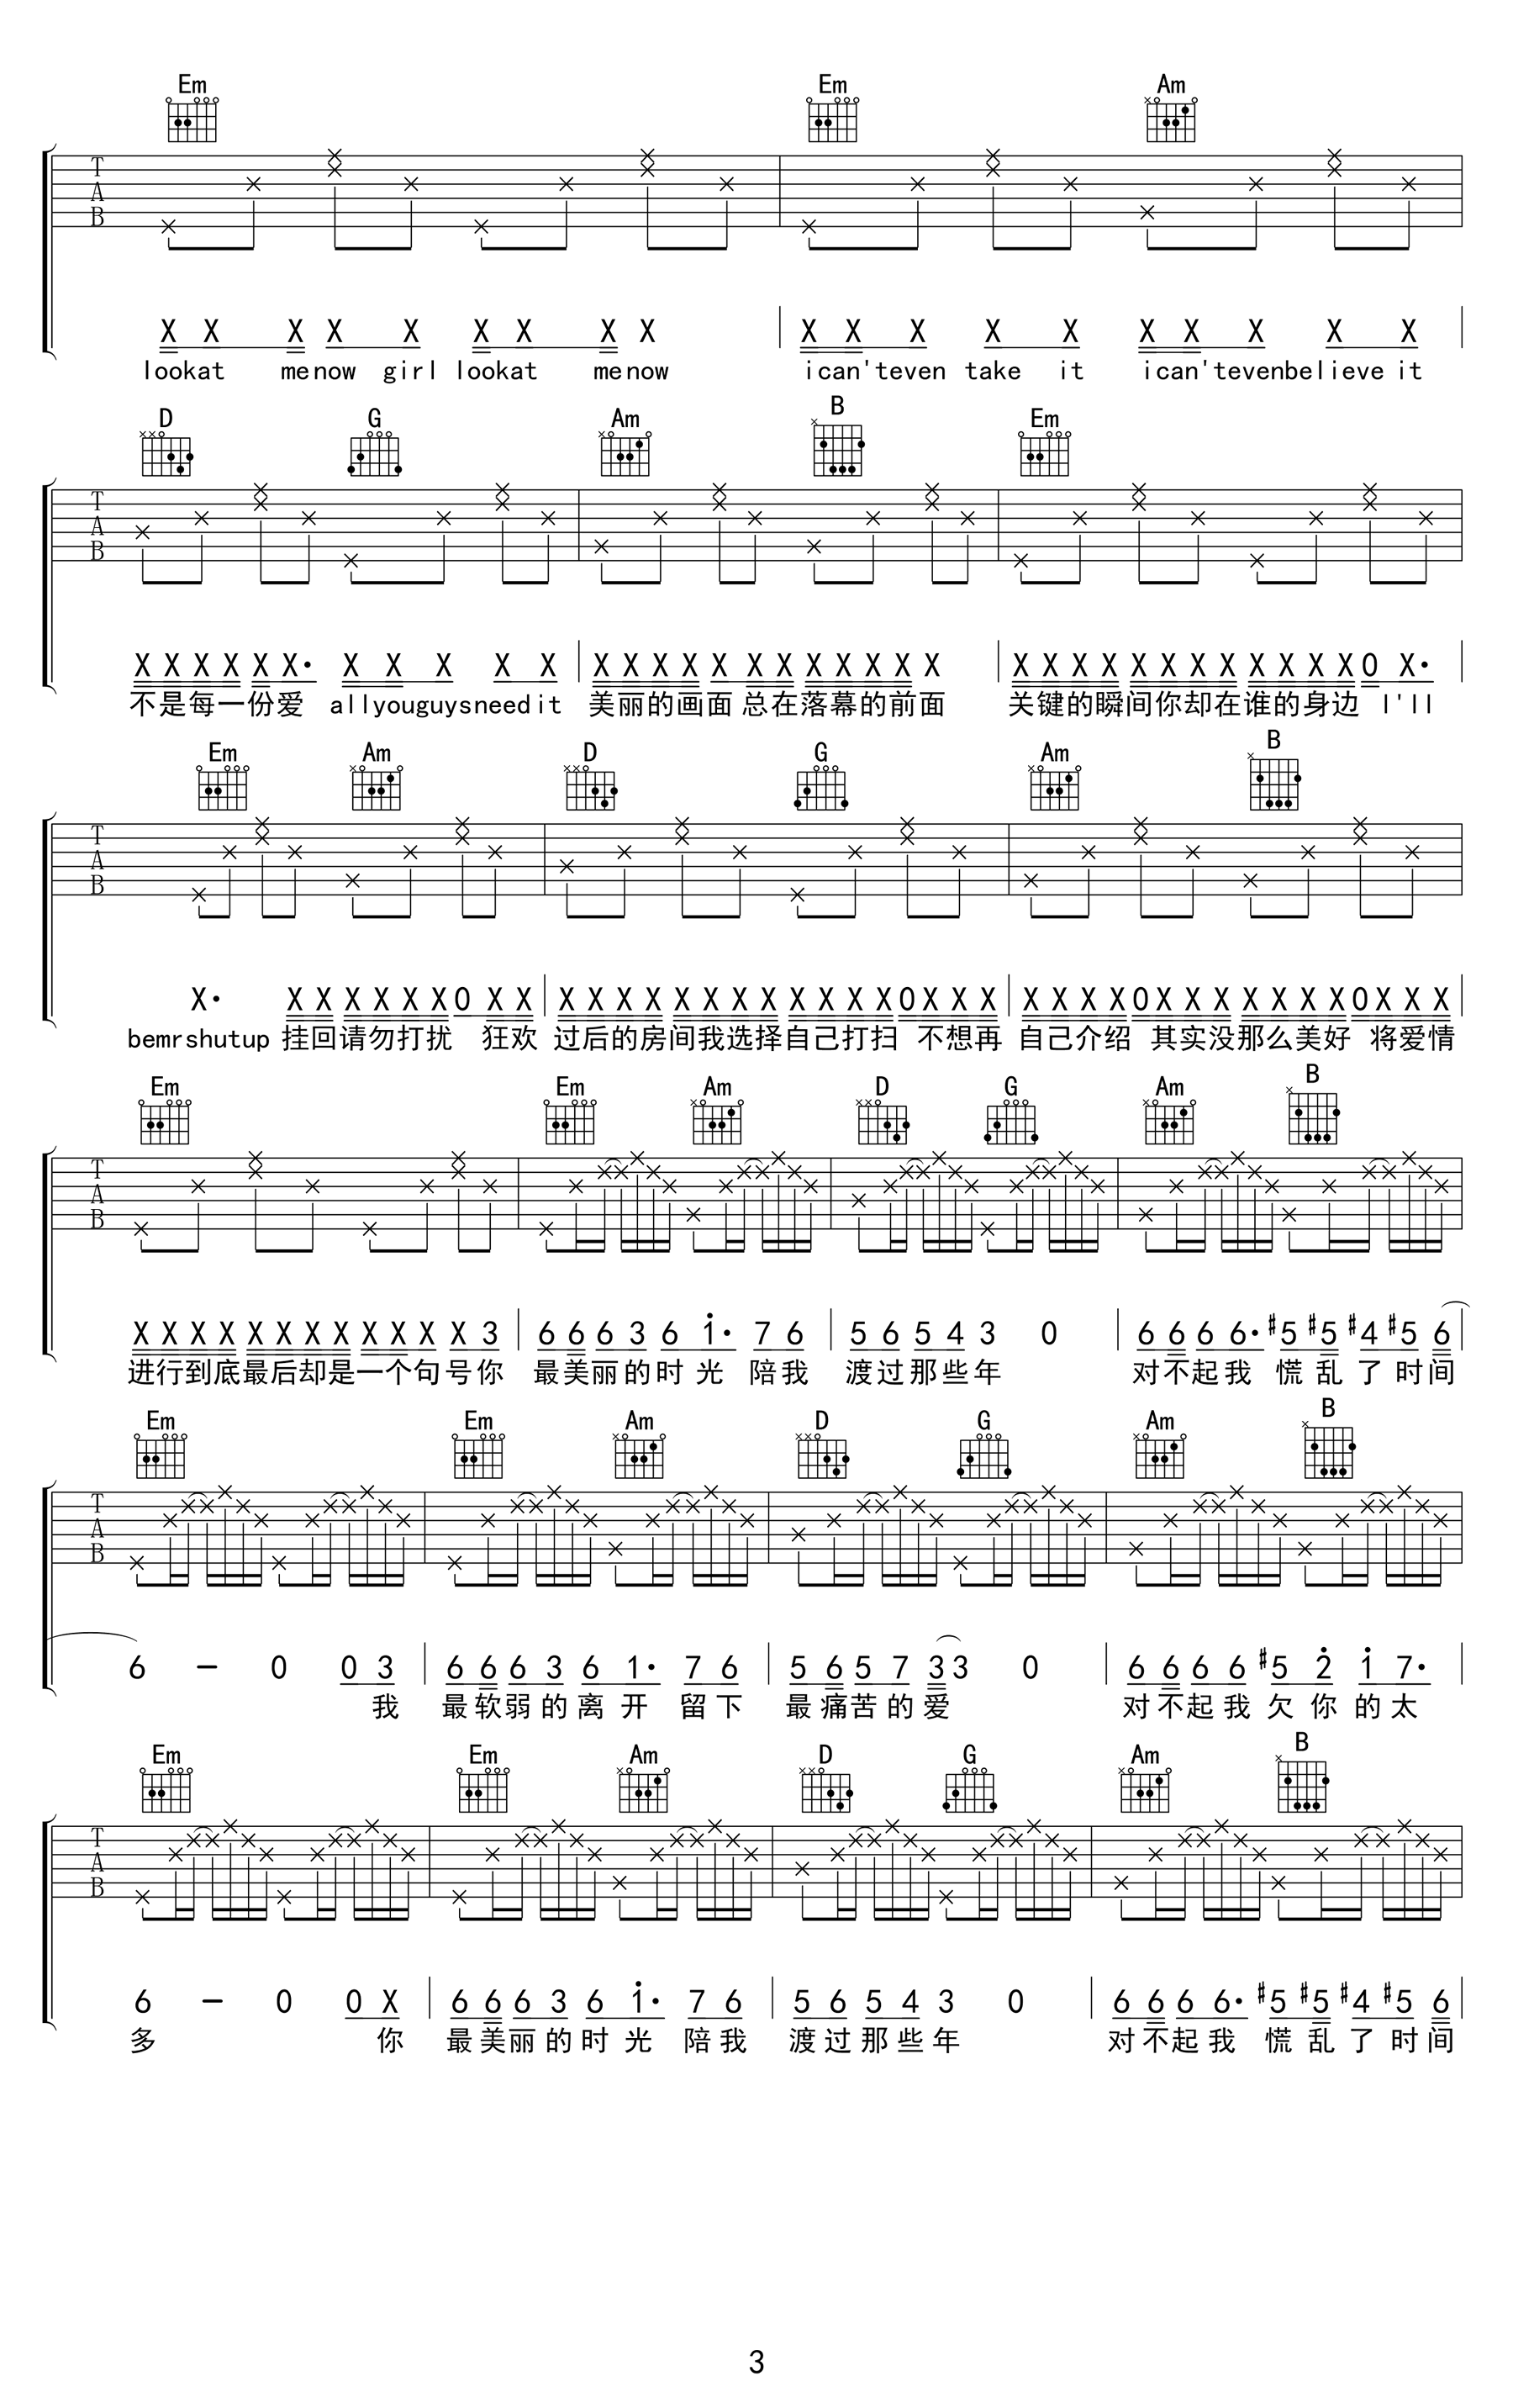 Em Em Am
T
A
B
X X X X X X X X X X X X X X X X X X X
lookat menow girl lookat menow ican'teven take it ican'tevenbelieve it
D G Am B Em
T
A
B
X X X X X X· X X X X X X X X X X X X X X X X X X X X X X X X X X X X X X 0 X·
不是每一份爱 allyouguysneedit 美丽的画面 总在落幕的前面 关键的瞬间你却在谁的身边 I'll
Em Am D G Am B
T
A
B
X· X X X X X X 0 X X X X X X X X X X X X X X 0 X X X X X X X 0 X X X X X X X 0 X X X
bemrshutup 挂回请勿打扰 狂欢 过后的房间我选择自己打扫 不想再 自己介绍 其实没那么美好 将爱情
Em Em Am D G Am B
T
A
B
X X X X X X X X X X X X 3 6 6 6 3 6 1· 7 6 5 6 5 4 3 0 6 6 6 6· #5 #5 #4 #5 6
进行到底最后却是一个句号你 最美丽的时光 陪我 渡过那些年 对不起我 慌乱了时间
Em Em Am D G Am B
T
A
B
6 - 0 0 3 6 6 6 3 6 1· 7 6 5 6 5 7 3 3 0 6 6 6 6 #5 2 1 7·
我 最软弱的离开 留下 最痛苦的爱 对不起我 欠你的太
Em Em Am D G Am B
T
A
B
6 - 0 0 X 6 6 6 3 6 1· 7 6 5 6 5 4 3 0 6 6 6 6· #5 #5 #4 #5 6
多 你 最美丽的时光 陪我 渡过那些年 对不起我 慌乱了时间
3